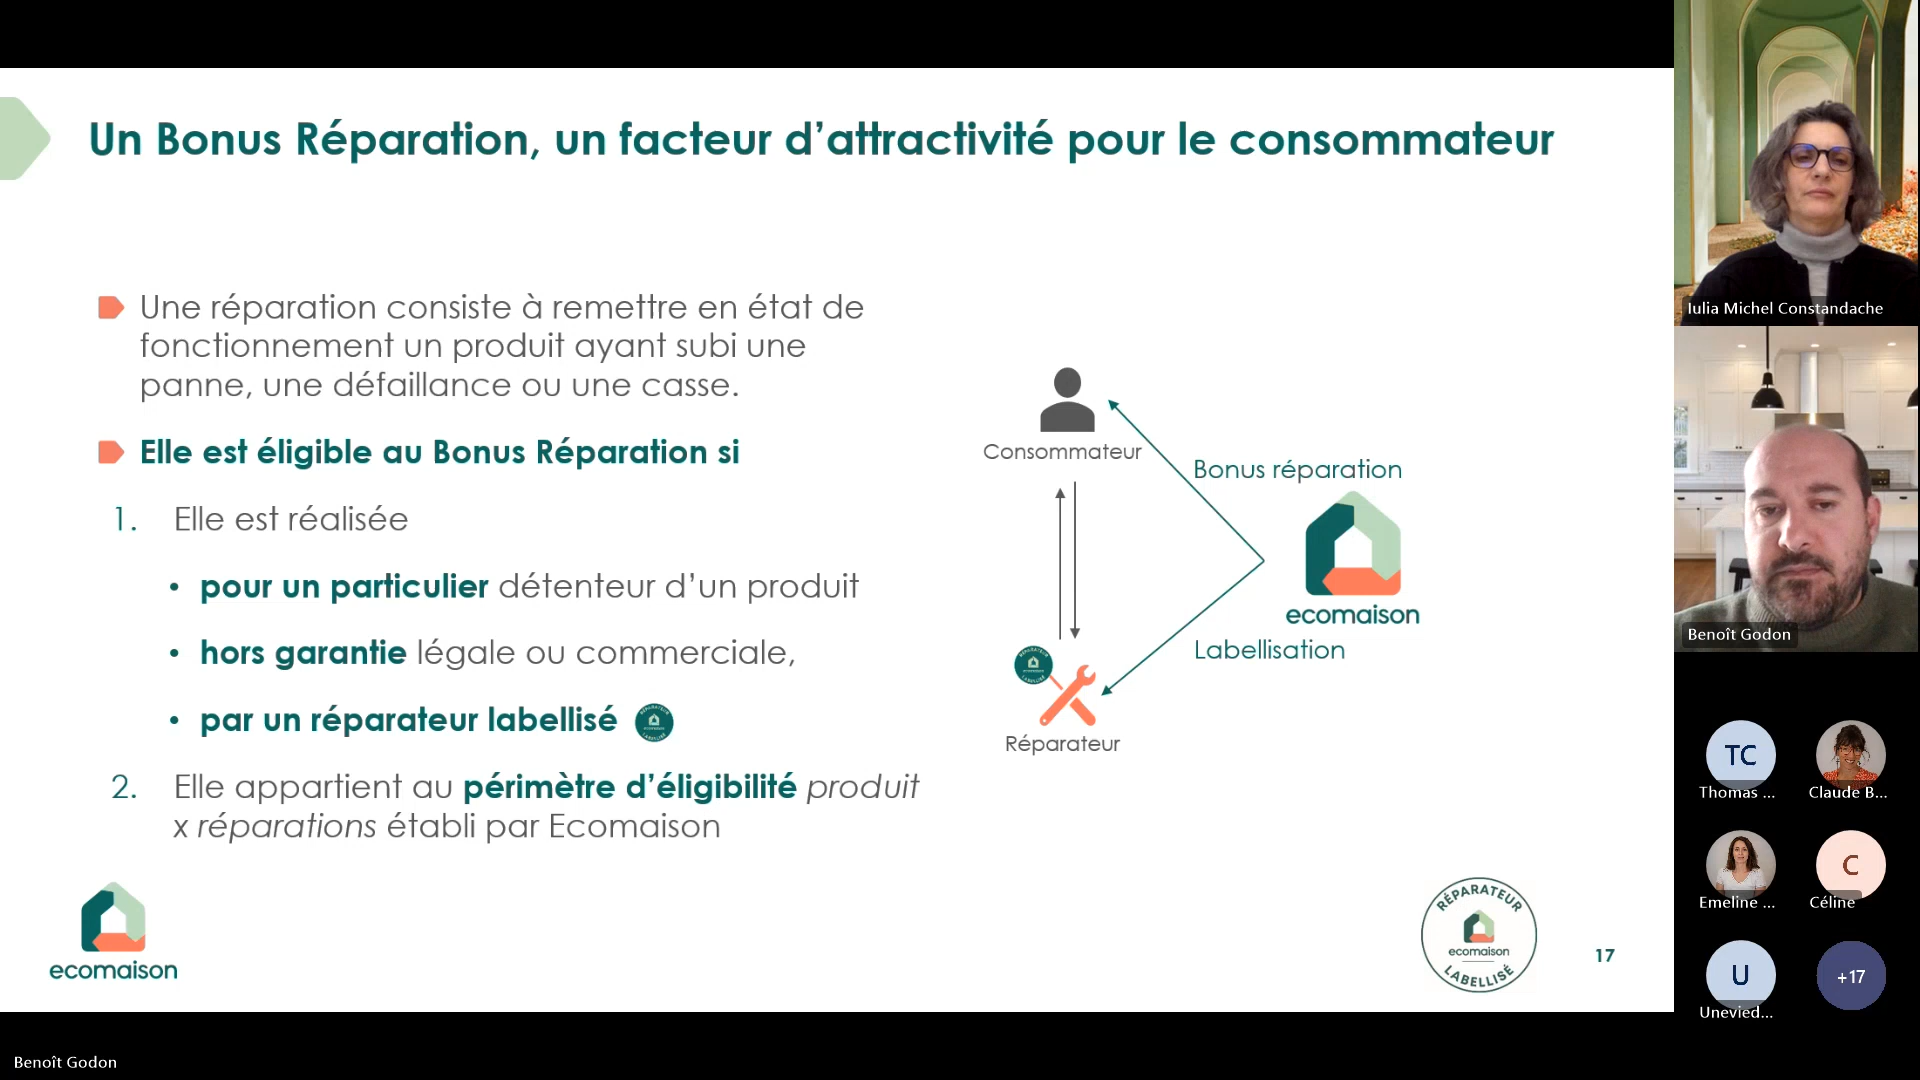 Un Bonus Réparation, un facteur d’attractivité pour le consommateur
Une réparation consiste à remettre en état de
fonctionnement un produit ayant subi une
panne, une défaillance ou une casse.
Elle est éligible au Bonus Réparation si
1. Elle est réalisée
• pour un particulier détenteur d’un produit
• hors garantie légale ou commerciale,
• par un réparateur labellisé
2. Elle appartient au périmètre d’éligibilité produit
x réparations établi par Ecomaison
Consommateur
Bonus réparation
ecomaison
Labellisation
Réparateur
ecomaison
RÉPARATEUR
ecomaison
LABELLISÉ
17
Benoît Godon
Iulia Michel Constandache
Benoît Godon
TC
Thomas ...
Claude B...
Emeline ...
C
Céline
U
Unevied...
+17